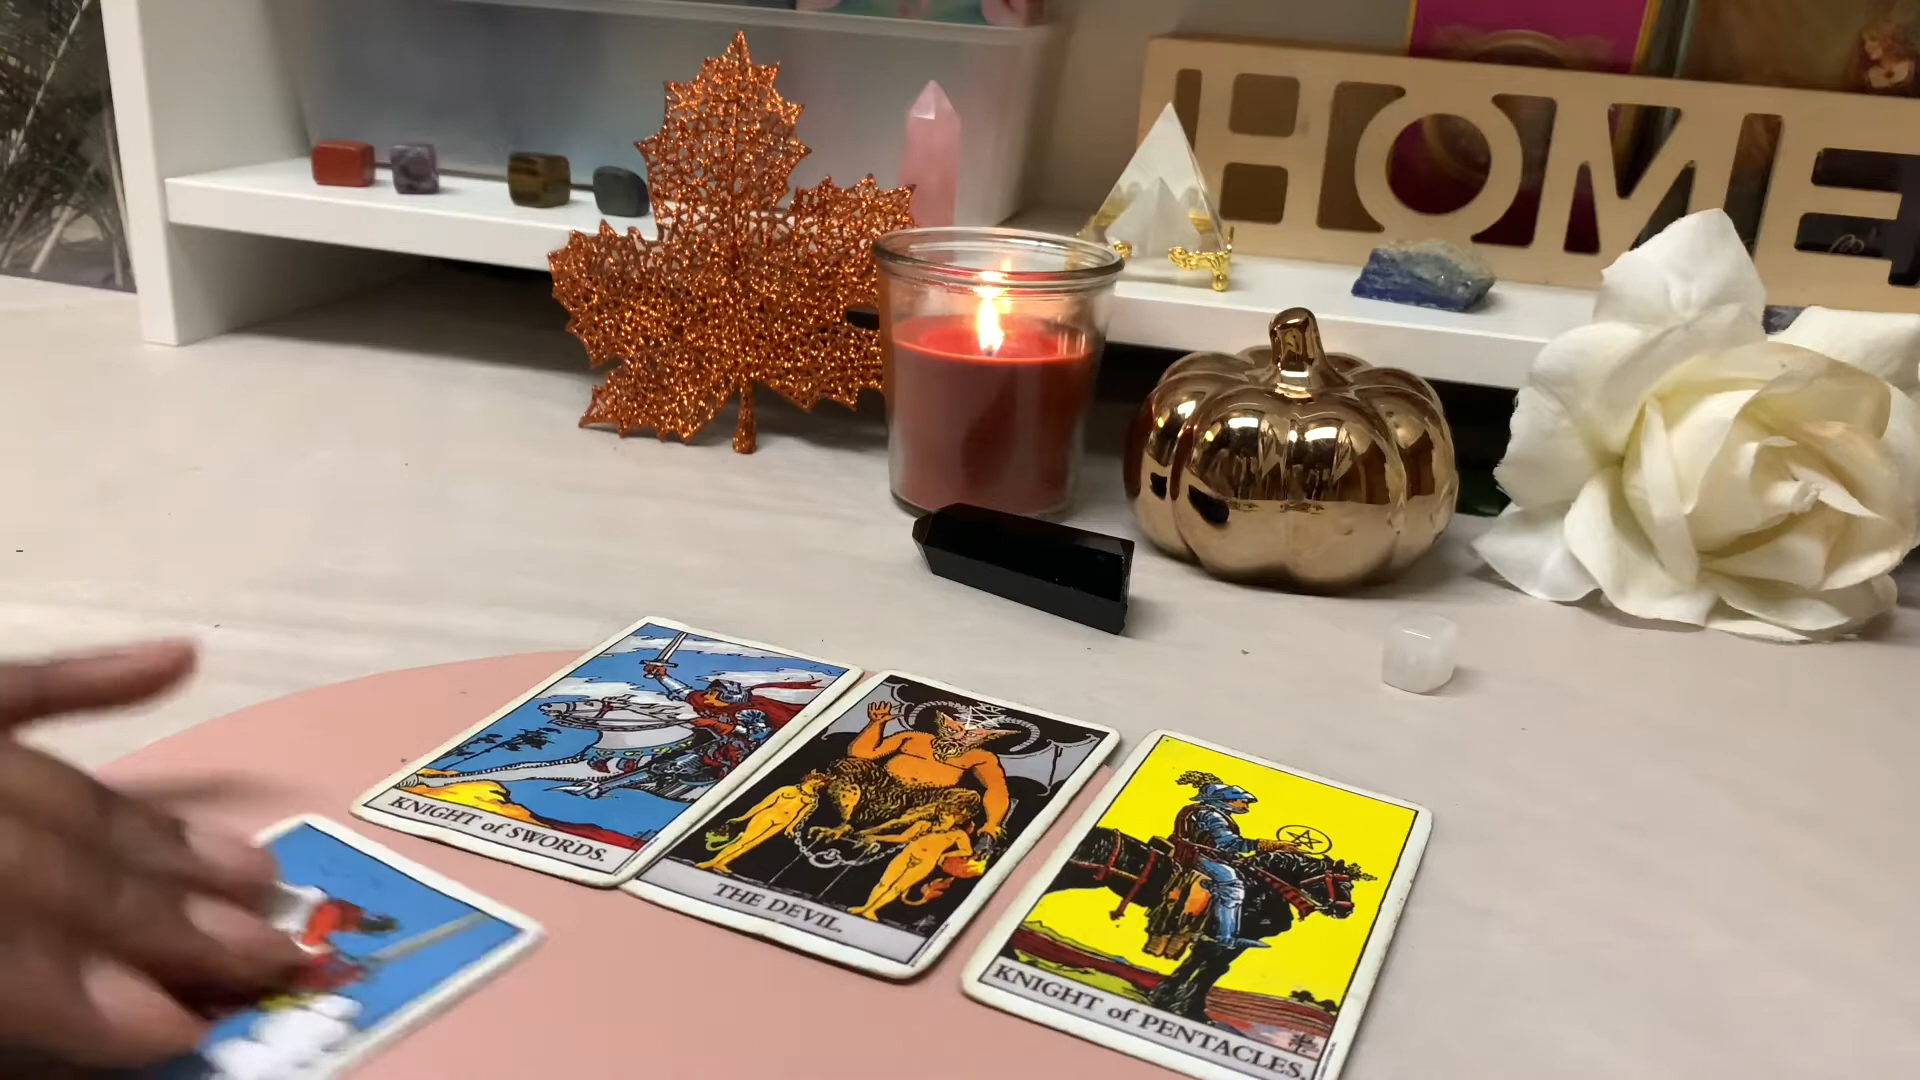 HOME
KNIGHT of SWORDS.
THE DEVIL.
KNIGHT of PENTACLES.